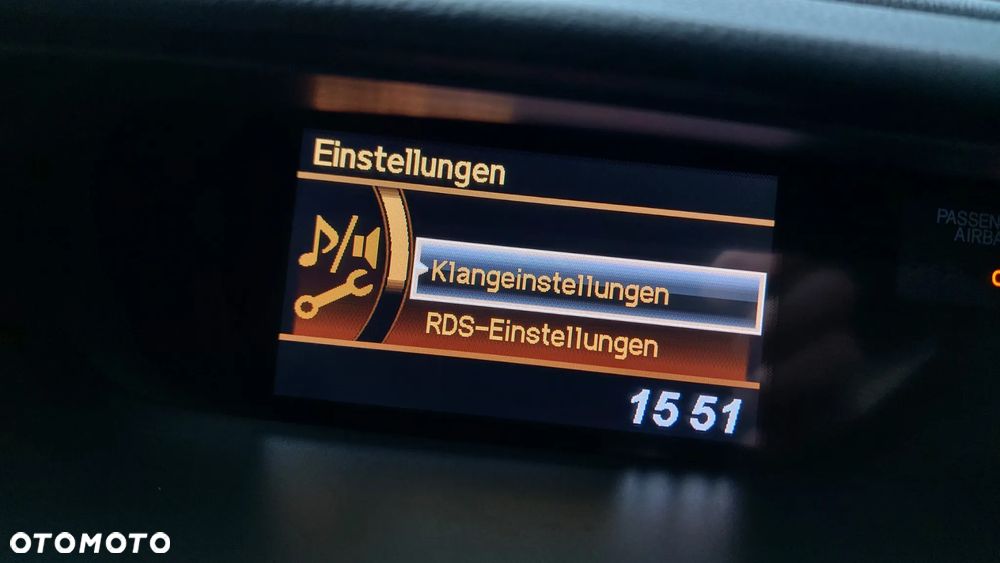 Einstellungen
Klangeinstellungen
RDS-Einstellungen
15 51
OTOMOTO